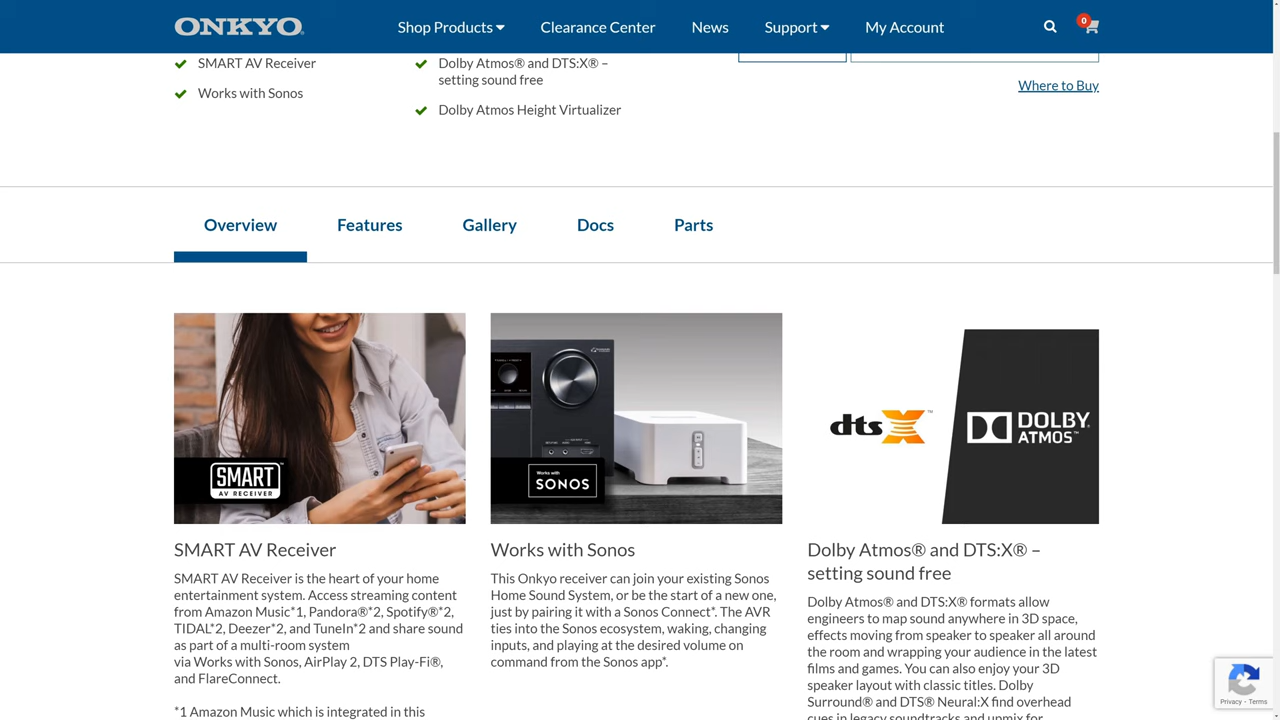 ONKYO
Shop Products
Clearance Center
News
Support
My Account
0
SMART AV Receiver
Works with Sonos
Dolby Atmos® and DTS:X® –
setting sound free
Dolby Atmos Height Virtualizer
Where to Buy
Overview
Features
Gallery
Docs
Parts
SMART
AV RECEIVER
Works with
SONOS
dtsX™
DOLBY
ATMOS™
SMART AV Receiver
SMART AV Receiver is the heart of your home
entertainment system. Access streaming content
from Amazon Music*1, Pandora®*2, Spotify®*2,
TIDAL*2, Deezer*2, and TuneIn*2 and share sound
as part of a multi-room system
via Works with Sonos, AirPlay 2, DTS Play-Fi®,
and FlareConnect.
*1 Amazon Music which is integrated in this
Works with Sonos
This Onkyo receiver can join your existing Sonos
Home Sound System, or be the start of a new one,
just by pairing it with a Sonos Connect*. The AVR
ties into the Sonos ecosystem, waking, changing
inputs, and playing at the desired volume on
command from the Sonos app*.
Dolby Atmos® and DTS:X® –
setting sound free
Dolby Atmos® and DTS:X® formats allow
engineers to map sound anywhere in 3D space,
effects moving from speaker to speaker all around
the room and wrapping your audience in the latest
films and games. You can also enjoy your 3D
speaker layout with classic titles. Dolby
Surround® and DTS® Neural:X find overhead
cues in legacy soundtracks and upmix for
Privacy - Terms